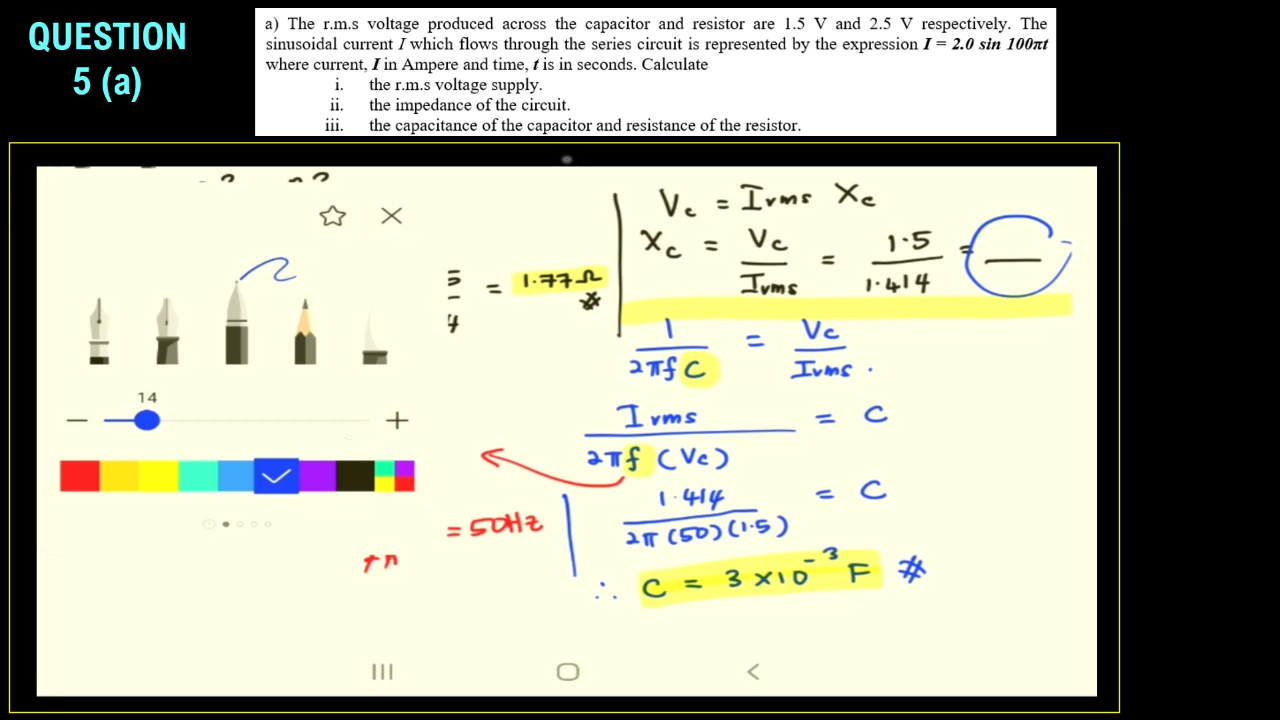 QUESTION
5 (a)
a) The r.m.s voltage produced across the capacitor and resistor are 1.5 V and 2.5 V respectively. The
sinusoidal current I which flows through the series circuit is represented by the expression I = 2.0 sin 100πt
where current, I in Ampere and time, t is in seconds. Calculate
i. the r.m.s voltage supply.
ii. the impedance of the circuit.
iii. the capacitance of the capacitor and resistance of the resistor.
Vc = Irms Xc
Xc = Vc / Irms = 1.5 / 1.414 =
= 1.77Ω
1 / 2πfC = Vc / Irms .
14
Irms / 2πf (Vc) = C
1.414 / 2π (50) (1.5) = C
= 50Hz
∴ C = 3 × 10⁻³ F #